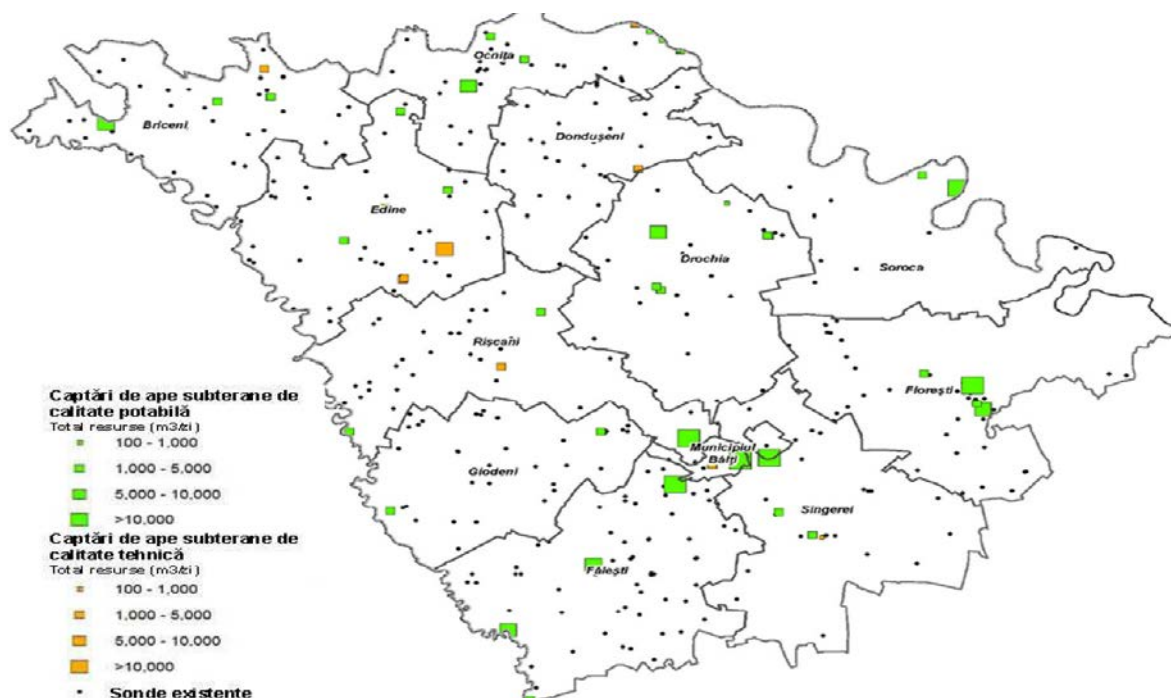 Ocnița
Briceni
Dondușeni
Edine
Drochia
Soroca
Rîșcani
Florești
Captări de ape subterane de
calitate potabilă
Total resurse (m3/zi)
100 - 1,000
1,000 - 5,000
5,000 - 10,000
>10,000
Municipiul
Bălți
Glodeni
Sîngerei
Fălești
Captări de ape subterane de
calitate tehnică
Total resurse (m3/zi)
100 - 1,000
1,000 - 5,000
5,000 - 10,000
>10,000
Sonde existente